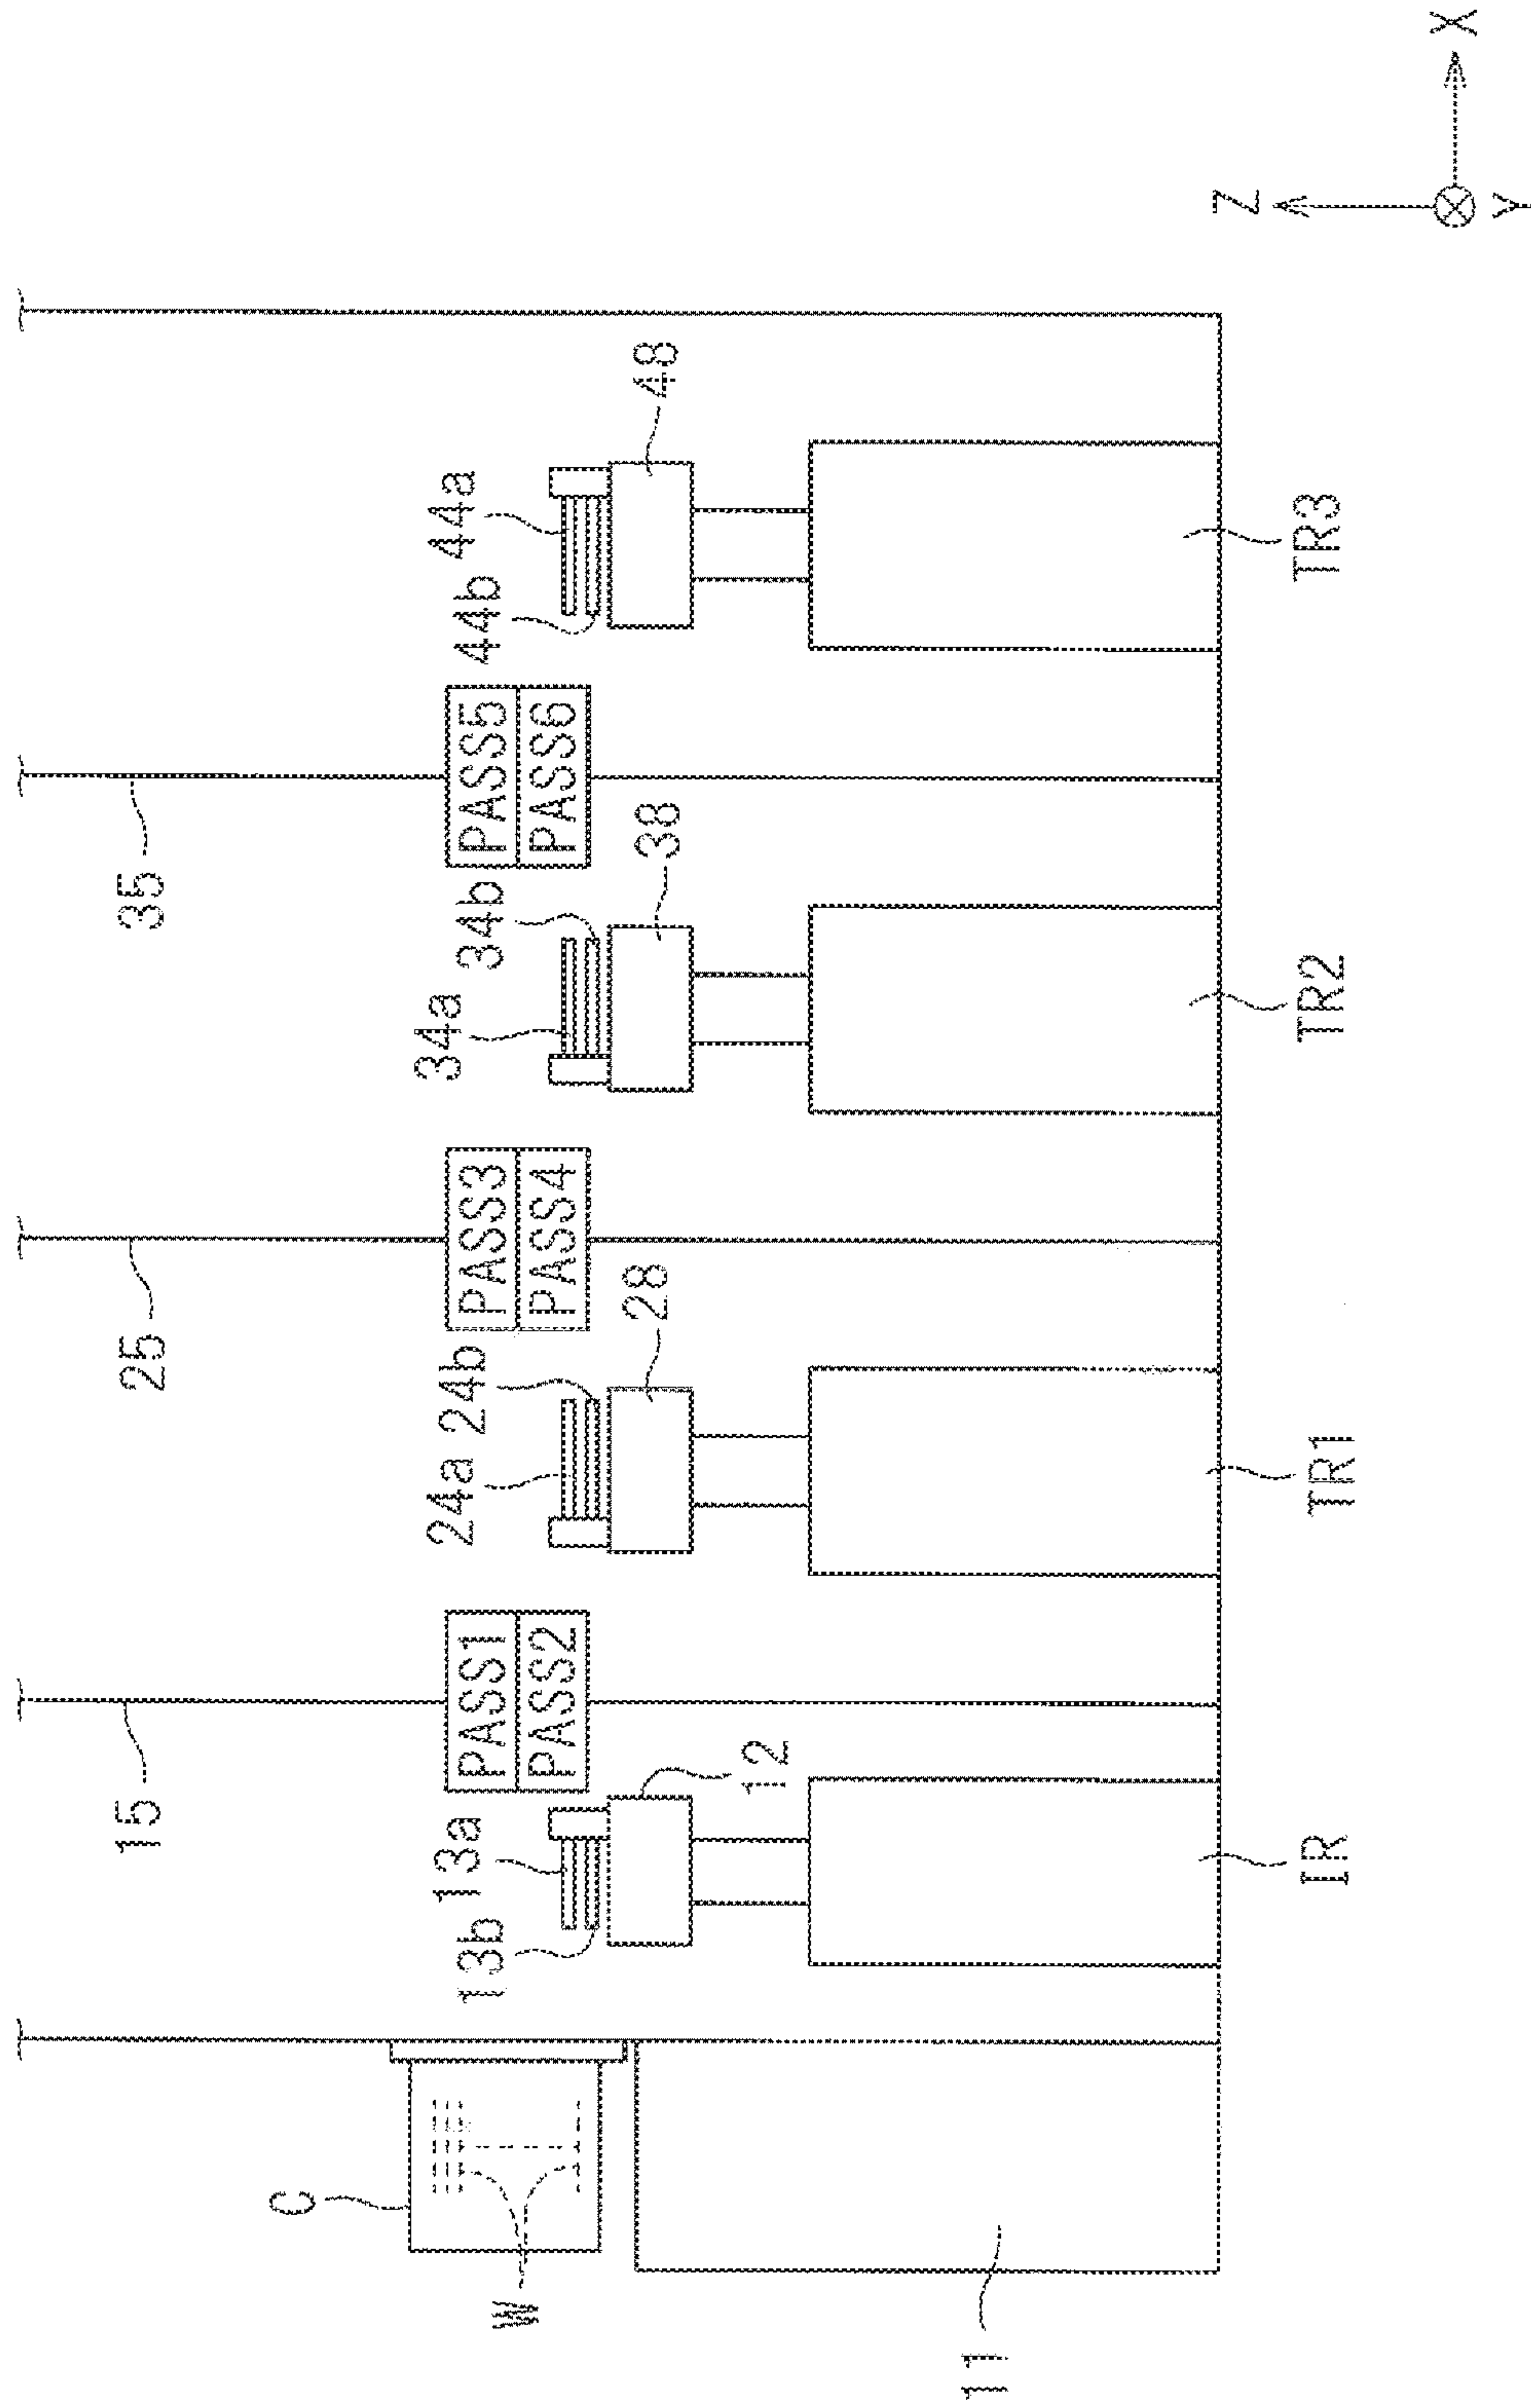 15
25
35
C
W
13b
13a
12
PASS1
PASS2
24a
24b
28
PASS3
PASS4
34a
34b
38
PASS5
PASS6
44b
44a
48
11
IR
TR1
TR2
TR3
Z
X
Y